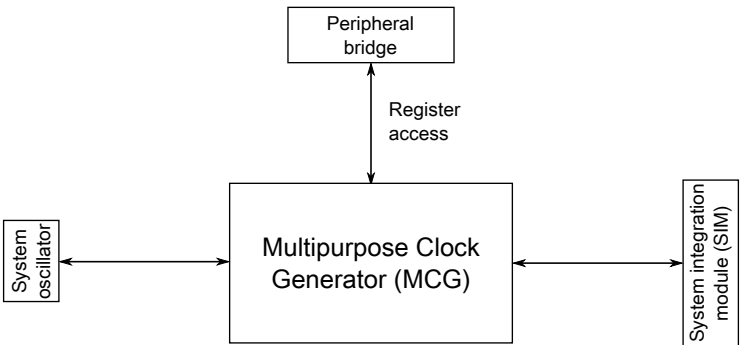 Peripheral
bridge
Register
access
System
oscillator
Multipurpose Clock
Generator (MCG)
System integration
module (SIM)